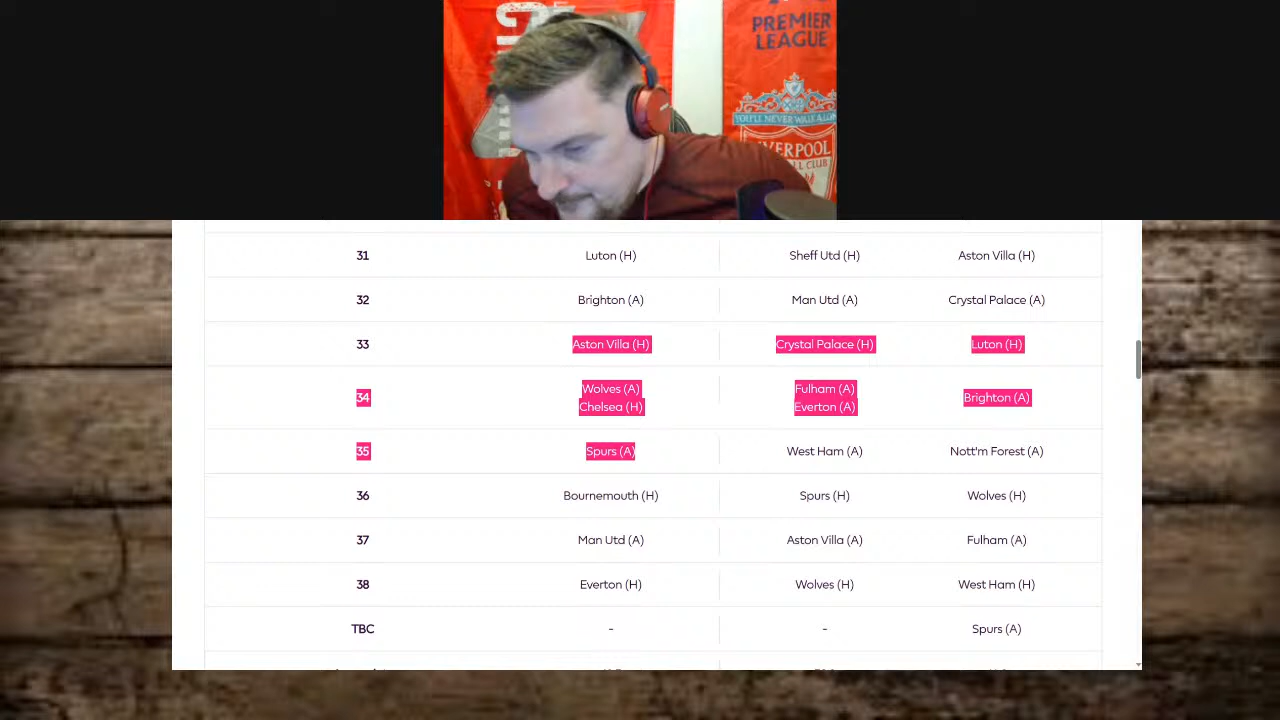 PREMIER
LEAGUE
YOU'LL NEVER WALK ALONE
31 Luton (H) Sheff Utd (H) Aston Villa (H)
32 Brighton (A) Man Utd (A) Crystal Palace (A)
33 Aston Villa (H) Crystal Palace (H) Luton (H)
34 Wolves (A) Fulham (A) Brighton (A)
Chelsea (H) Everton (A)
35 Spurs (A) West Ham (A) Nott'm Forest (A)
36 Bournemouth (H) Spurs (H) Wolves (H)
37 Man Utd (A) Aston Villa (A) Fulham (A)
38 Everton (H) Wolves (H) West Ham (H)
TBC - - Spurs (A)